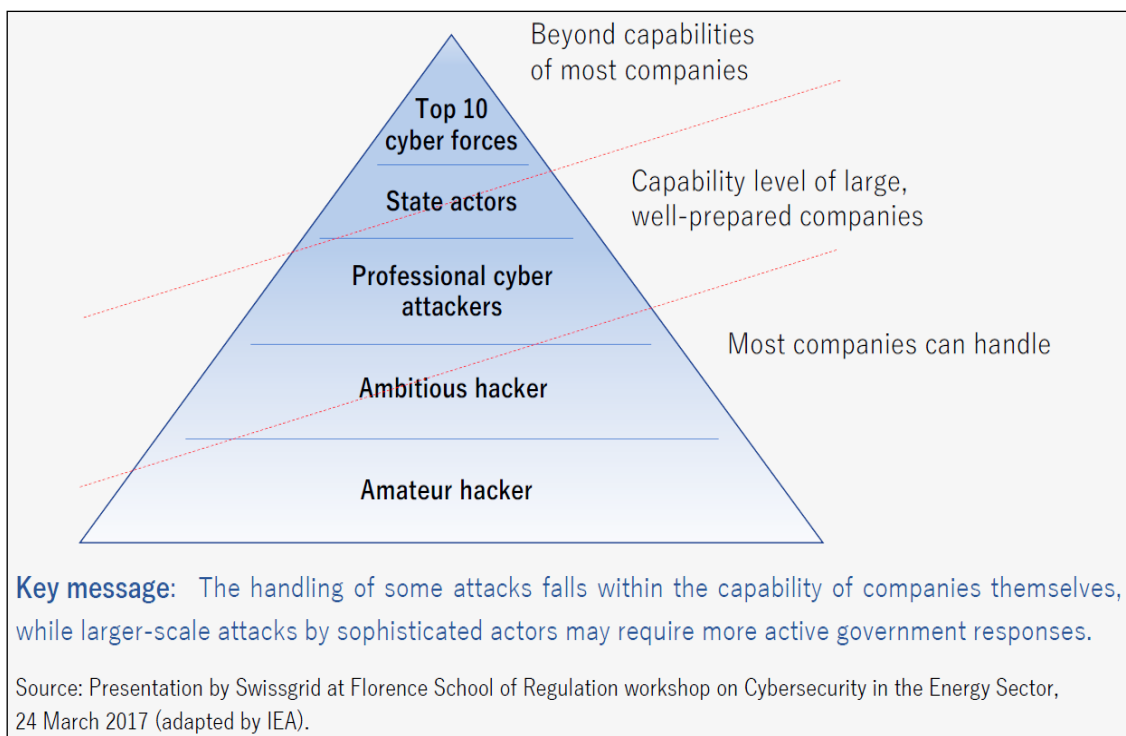 Beyond capabilities
of most companies
Top 10
cyber forces
State actors
Capability level of large,
well-prepared companies
Professional cyber
attackers
Most companies can handle
Ambitious hacker
Amateur hacker
Key message: The handling of some attacks falls within the capability of companies themselves,
while larger-scale attacks by sophisticated actors may require more active government responses.
Source: Presentation by Swissgrid at Florence School of Regulation workshop on Cybersecurity in the Energy Sector,
24 March 2017 (adapted by IEA).